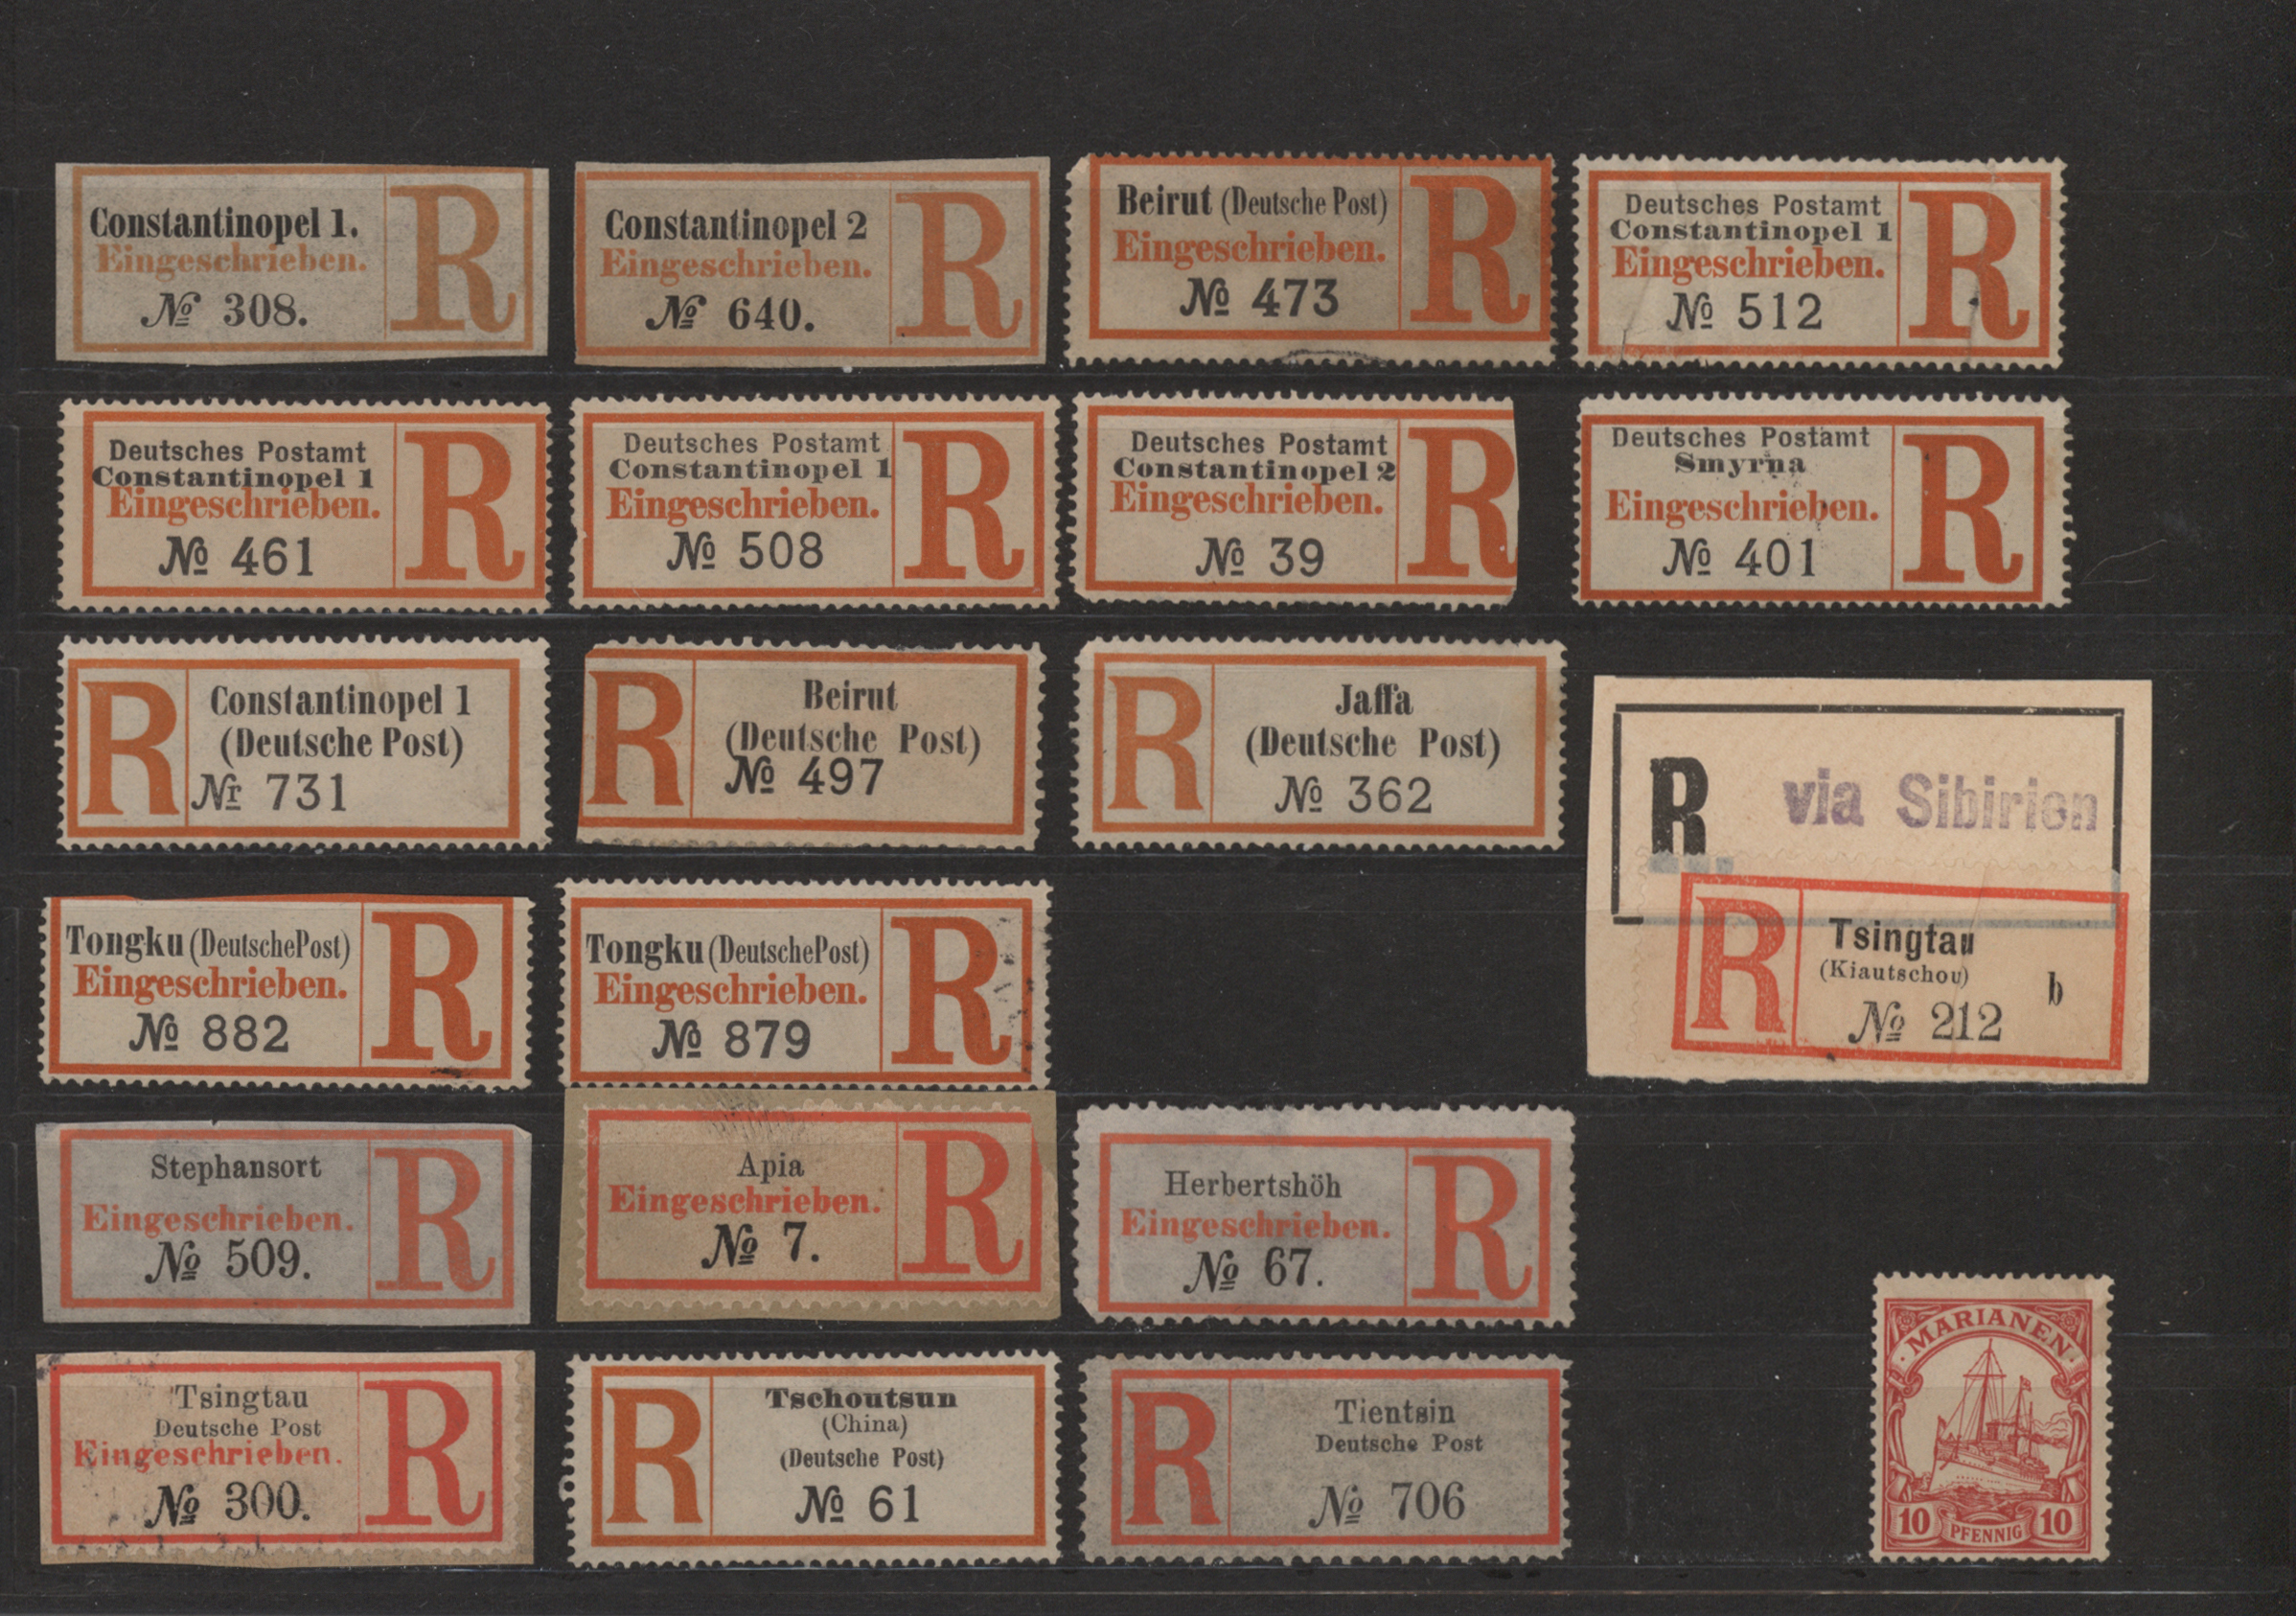 Constantinopel 1.
Eingeschrieben.
№ 308.
R
Constantinopel 2
Eingeschrieben.
№ 640.
R
Beirut (Deutsche Post)
Eingeschrieben.
№ 473
R
Deutsches Postamt
Constantinopel 1
Eingeschrieben.
№ 512
R
Deutsches Postamt
Constantinopel 1
Eingeschrieben.
№ 461
R
Deutsches Postamt
Constantinopel 1
Eingeschrieben.
№ 508
R
Deutsches Postamt
Constantinopel 2
Eingeschrieben.
№ 39
R
Deutsches Postamt
Smyrna
Eingeschrieben.
№ 401
R
R
Constantinopel 1
(Deutsche Post)
Nr 731
R
Beirut
(Deutsche Post)
№ 497
R
Jaffa
(Deutsche Post)
№ 362
R via Sibirien
R
Tsingtau
(Kiautschou)
b
№ 212
Tongku (Deutsche Post)
Eingeschrieben.
№ 882
R
Tongku (Deutsche Post)
Eingeschrieben.
№ 879
R
Stephansort
Eingeschrieben.
№ 509.
R
Apia
Eingeschrieben.
№ 7.
R
Herbertshöh
Eingeschrieben.
№ 67.
R
Tsingtau
Deutsche Post
Eingeschrieben.
№ 300.
R
R
Tschoutsun
(China)
(Deutsche Post)
№ 61
R
Tientsin
Deutsche Post
№ 706
MARIANEN
10 PFENNIG 10